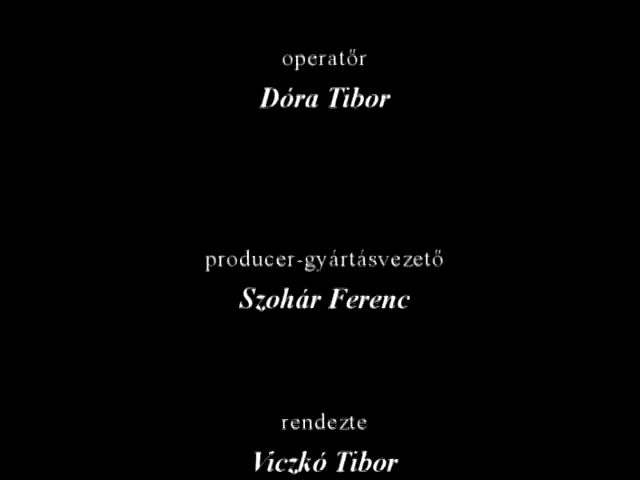 operatőr
Dóra Tibor
producer-gyártásvezető
Szohár Ferenc
rendezte
Viczkó Tibor